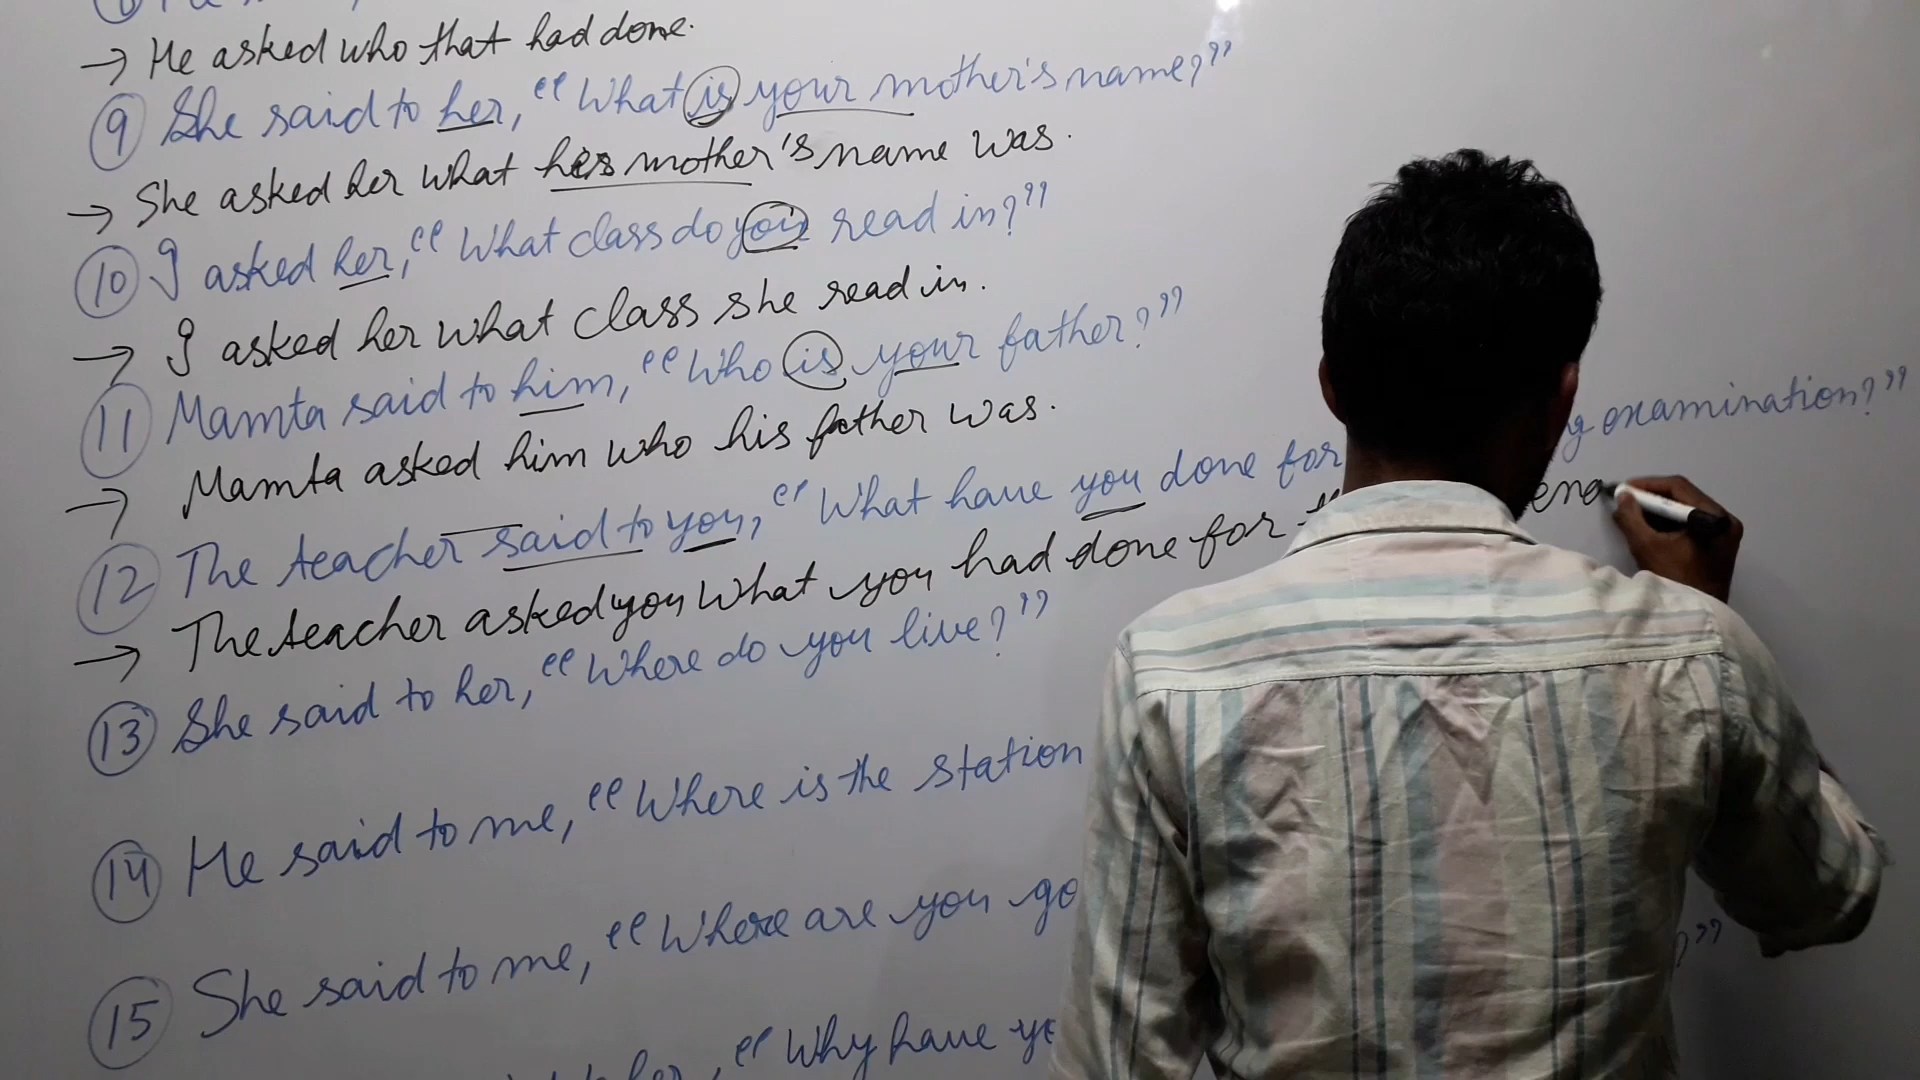 → He asked who that had done.
⑨ She said to her, "What is your mother's name?"
→ She asked her what her mother's name was.
⑩ I asked her, "What class do you read in?"
→ I asked her what class she read in.
⑪ Mamta said to him, "Who is your father?"
→ Mamta asked him who his father was.
⑫ The teacher said to you, "What have you done for examination?"
→ The teacher asked you what you had done for
⑬ She said to her, "Where do you live?"
⑭ He said to me, "Where is the station
⑮ She said to me, "Where are you go ?"
her, "Why have